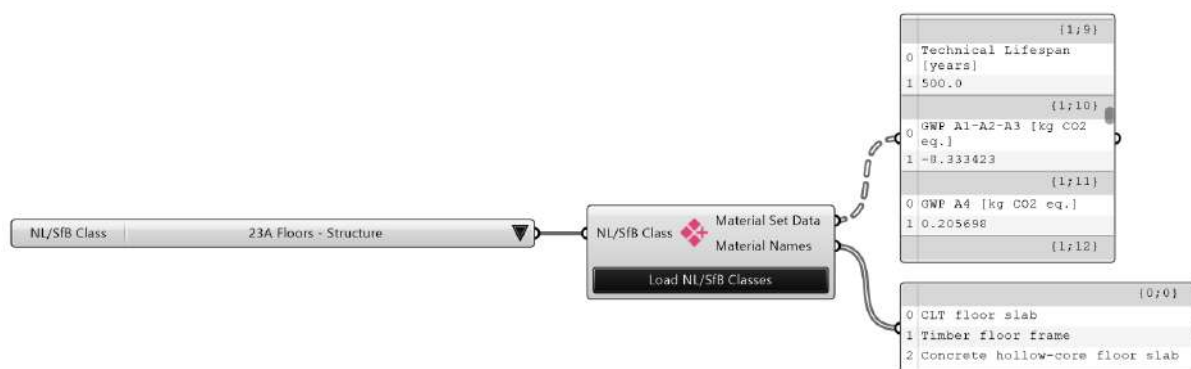 {1;9}
0 Technical Lifespan
[years]
1 500.0
{1;10}
0 GWP A1-A2-A3 [kg CO2
eq.]
1 -8.333423
{1;11}
0 GWP A4 [kg CO2 eq.]
1 0.205698
{1;12}
NL/SfB Class 23A Floors - Structure
NL/SfB Class
Material Set Data
Material Names
Load NL/SfB Classes
{0;0}
0 CLT floor slab
1 Timber floor frame
2 Concrete hollow-core floor slab